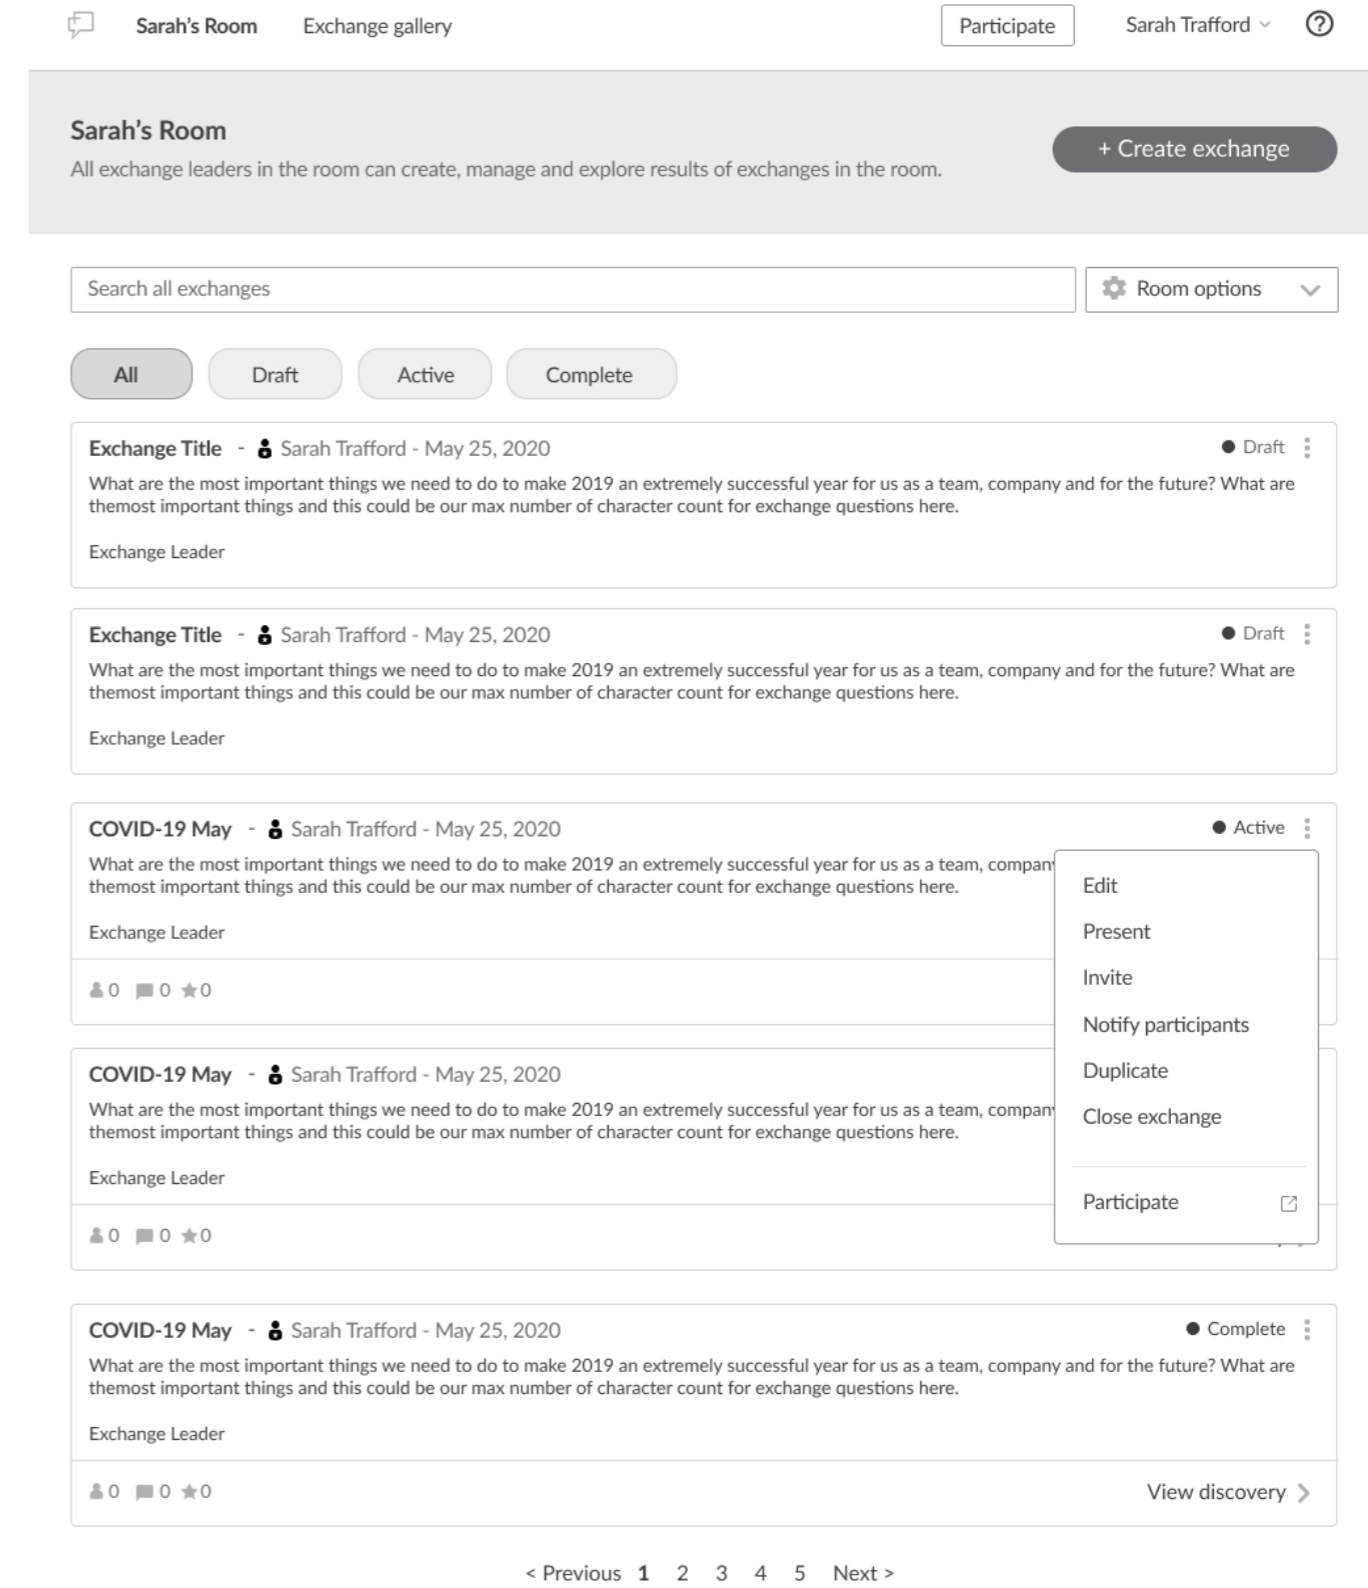 Sarah's Room Exchange gallery Participate Sarah Trafford
Sarah's Room
All exchange leaders in the room can create, manage and explore results of exchanges in the room.
+ Create exchange
Search all exchanges Room options
All Draft Active Complete
Exchange Title - Sarah Trafford - May 25, 2020 Draft
What are the most important things we need to do to make 2019 an extremely successful year for us as a team, company and for the future? What are
themost important things and this could be our max number of character count for exchange questions here.
Exchange Leader
Exchange Title - Sarah Trafford - May 25, 2020 Draft
What are the most important things we need to do to make 2019 an extremely successful year for us as a team, company and for the future? What are
themost important things and this could be our max number of character count for exchange questions here.
Exchange Leader
COVID-19 May - Sarah Trafford - May 25, 2020 Active
What are the most important things we need to do to make 2019 an extremely successful year for us as a team, company
themost important things and this could be our max number of character count for exchange questions here.
Exchange Leader
0 0 0
Edit
Present
Invite
Notify participants
Duplicate
Close exchange
Participate
COVID-19 May - Sarah Trafford - May 25, 2020
What are the most important things we need to do to make 2019 an extremely successful year for us as a team, company
themost important things and this could be our max number of character count for exchange questions here.
Exchange Leader
0 0 0
COVID-19 May - Sarah Trafford - May 25, 2020 Complete
What are the most important things we need to do to make 2019 an extremely successful year for us as a team, company and for the future? What are
themost important things and this could be our max number of character count for exchange questions here.
Exchange Leader
0 0 0 View discovery >
< Previous 1 2 3 4 5 Next >